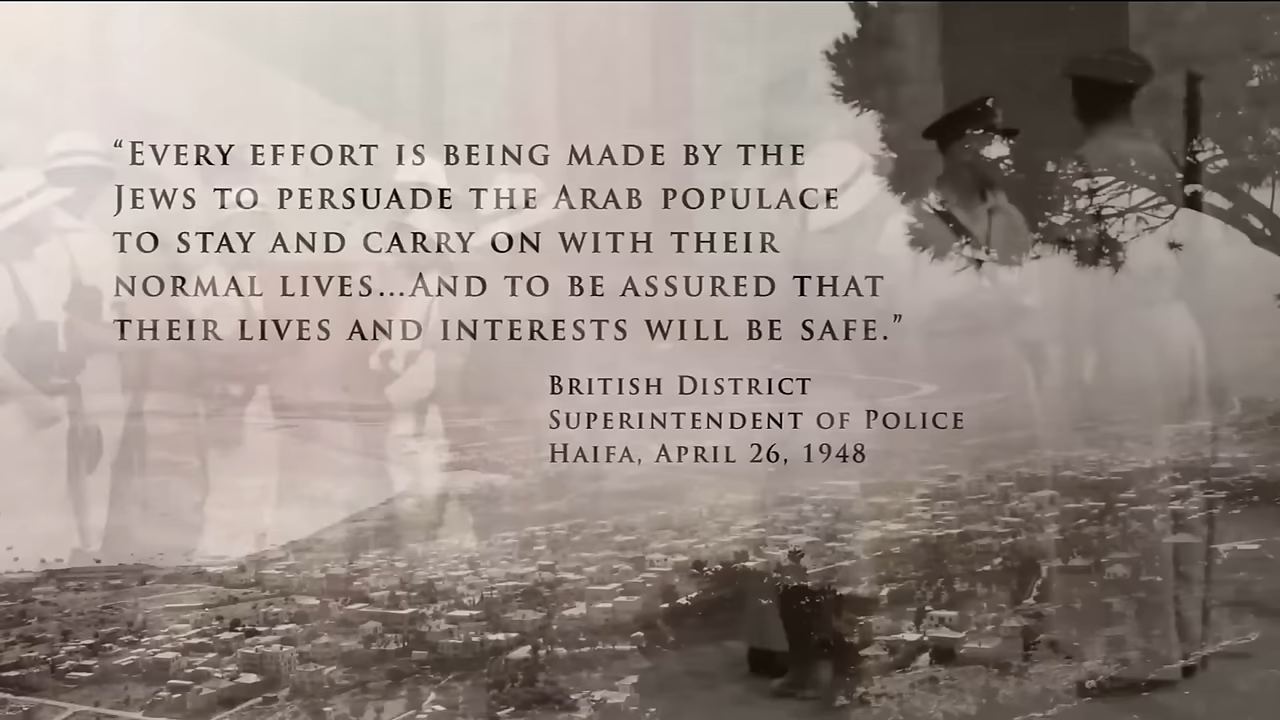 “Every effort is being made by the
Jews to persuade the Arab populace
to stay and carry on with their
normal lives...And to be assured that
their lives and interests will be safe.”
British District
Superintendent of Police
Haifa, April 26, 1948